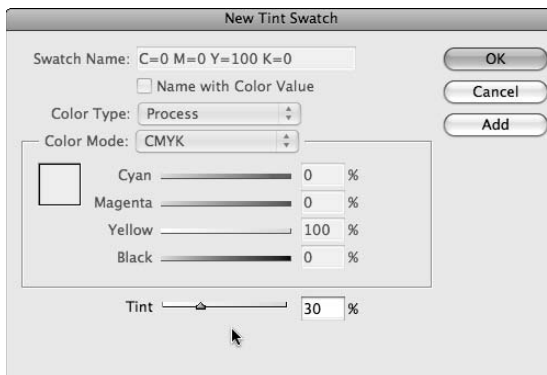 New Tint Swatch
Swatch Name: C=0 M=0 Y=100 K=0
OK
Name with Color Value
Cancel
Color Type: Process
Add
Color Mode: CMYK
Cyan 0 %
Magenta 0 %
Yellow 100 %
Black 0 %
Tint 30 %